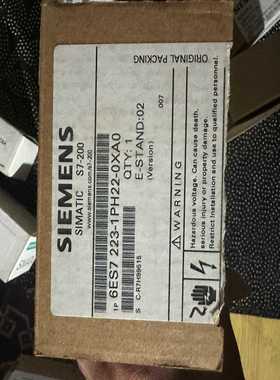 SIEMENS
SIMATIC S7-200
www.siemens.com/s7-200
1P 6ES7 223-1PH22-0XA0
QTY: 1
E-STAND:02
(Version)
S C-R7H99515
.007
ORIGINAL PACKING
WARNING
Hazardous voltage. Can cause death,
serious injury or property damage.
Restrict Installation and use to qualified personnel.